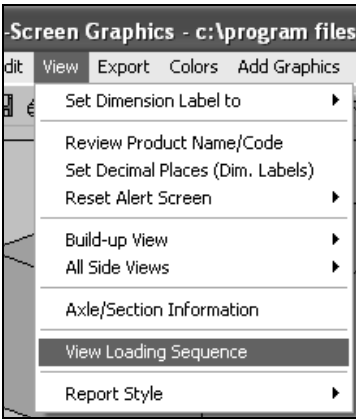 -Screen Graphics - c:\program files
dit View Export Colors Add Graphics
Set Dimension Label to
Review Product Name/Code
Set Decimal Places (Dim. Labels)
Reset Alert Screen
Build-up View
All Side Views
Axle/Section Information
View Loading Sequence
Report Style